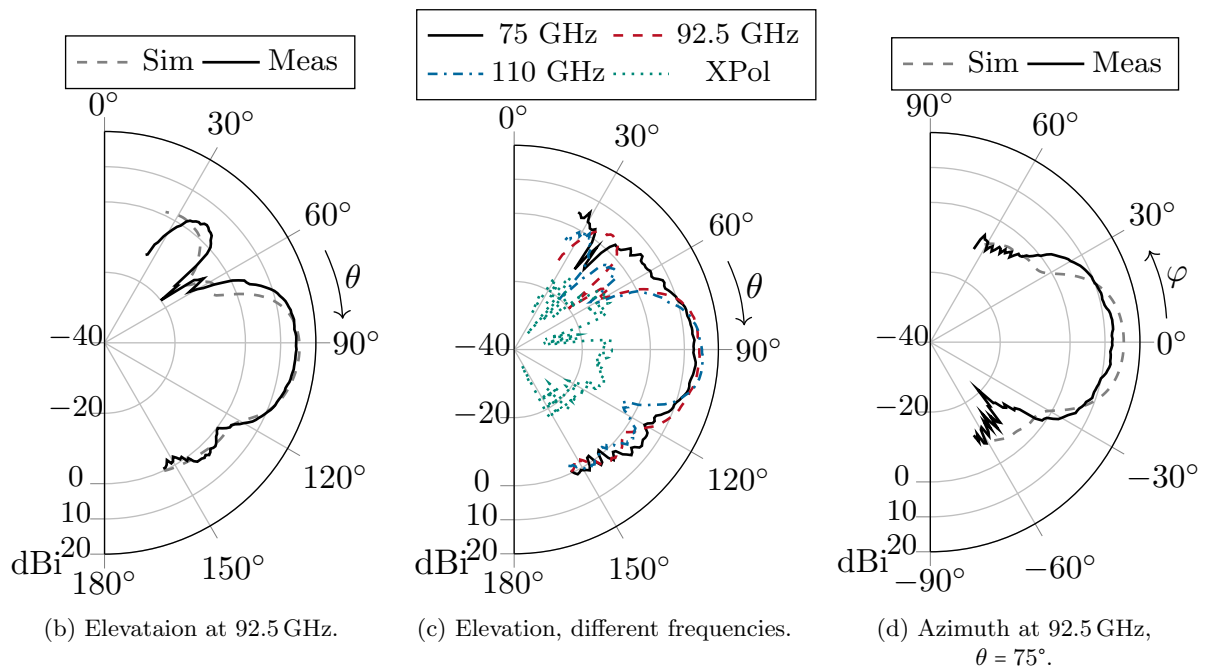 Sim Meas
0°
30°
60°
θ
90°
120°
150°
180°
−40
−20
0
10
20
dBi
(b) Elevataion at 92.5 GHz.
75 GHz 92.5 GHz
110 GHz XPol
0°
30°
60°
θ
90°
120°
150°
180°
−40
−20
0
10
20
dBi
(c) Elevation, different frequencies.
Sim Meas
90°
60°
30°
φ
0°
−30°
−60°
−90°
−40
−20
0
10
20
dBi
(d) Azimuth at 92.5 GHz,
θ = 75°.